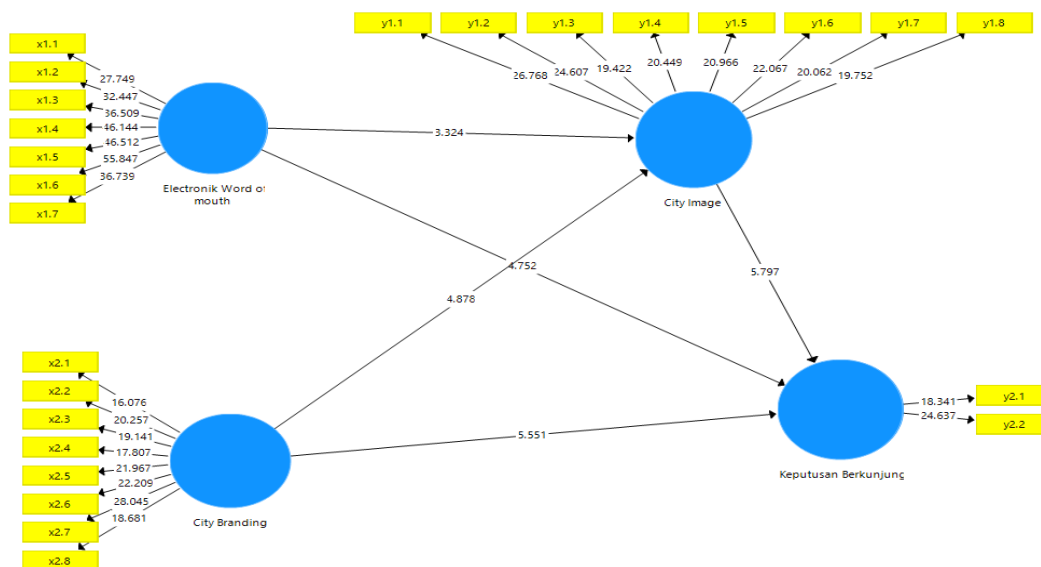 y1.1 y1.2 y1.3 y1.4 y1.5 y1.6 y1.7 y1.8
26.768 24.607 19.422 20.449 20.966 22.067 20.062 19.752
x1.1
x1.2
x1.3
x1.4
x1.5
x1.6
x1.7
27.749
32.447
36.509
46.144
46.512
55.847
36.739
Electronik Word of
mouth
3.324
City Image
4.752
4.878
5.797
x2.1
x2.2
x2.3
x2.4
x2.5
x2.6
x2.7
x2.8
16.076
20.257
19.141
17.807
21.967
22.209
28.045
18.681
City Branding
5.551
Keputusan Berkunjung
18.341
24.637
y2.1
y2.2